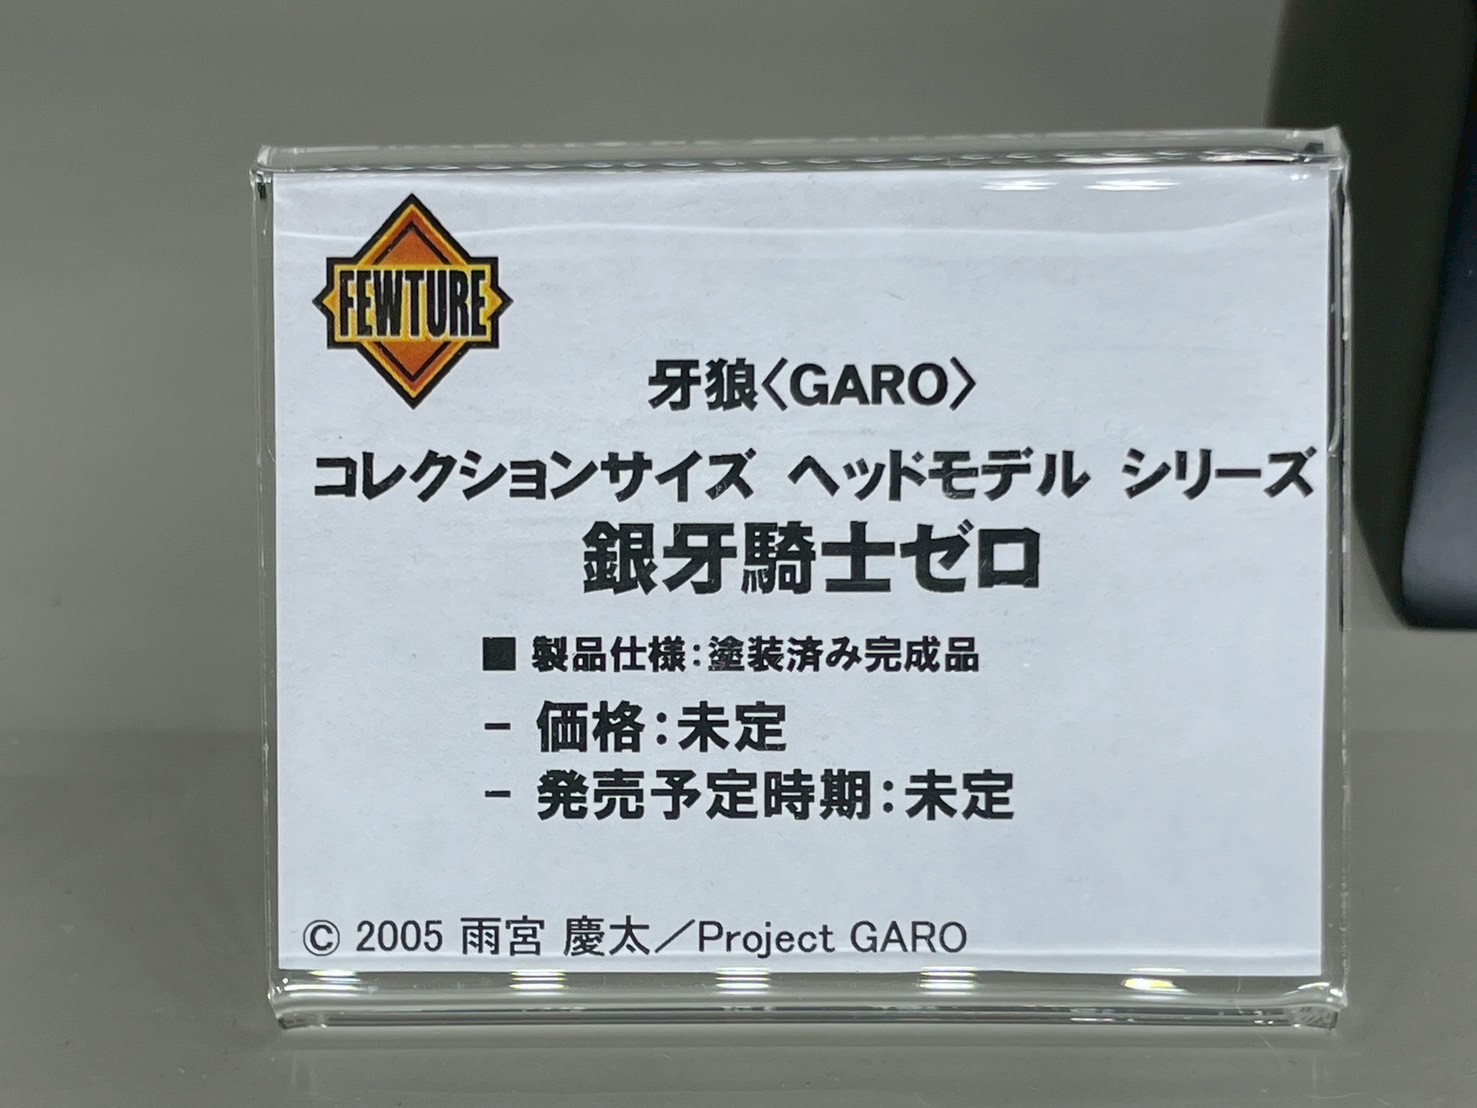 FEWTURE
牙狼〈GARO〉
コレクションサイズ ヘッドモデル シリーズ
銀牙騎士ゼロ
■ 製品仕様：塗装済み完成品
- 価格：未定
- 発売予定時期：未定
© 2005 雨宮 慶太／Project GARO